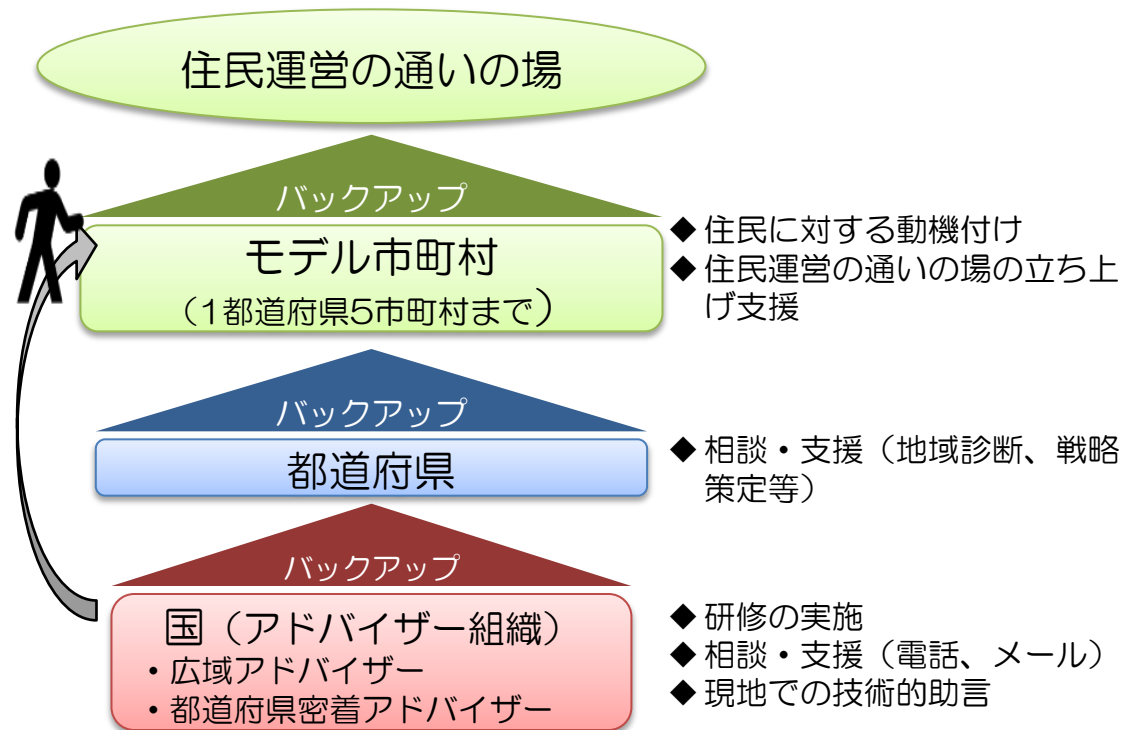 住民運営の通いの場
バックアップ
モデル市町村
（1都道府県5市町村まで）
◆ 住民に対する動機付け
◆ 住民運営の通いの場の立ち上
げ支援
バックアップ
都道府県
◆ 相談・支援（地域診断、戦略
策定等）
バックアップ
国（アドバイザー組織）
・広域アドバイザー
・都道府県密着アドバイザー
◆ 研修の実施
◆ 相談・支援（電話、メール）
◆ 現地での技術的助言